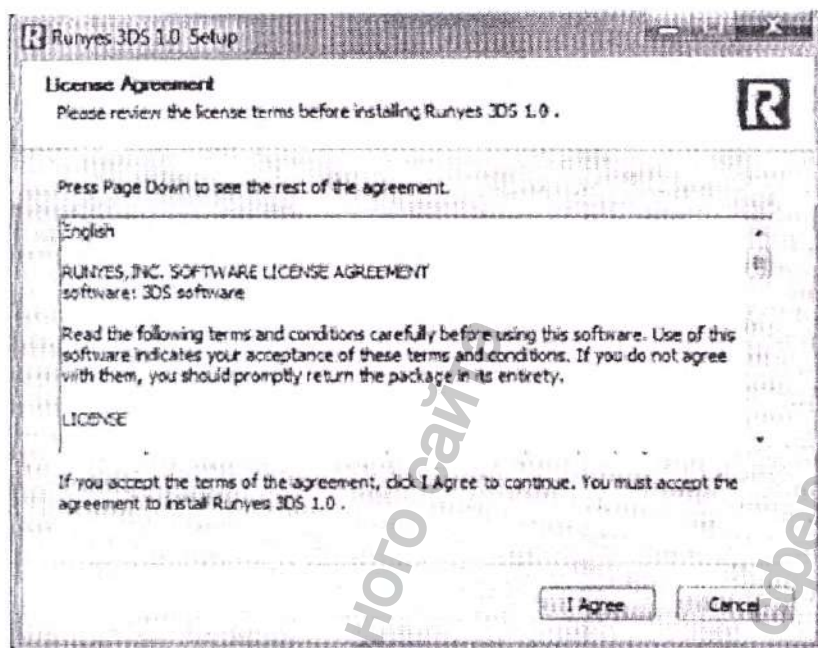 Runyes 3DS 1.0 Setup
License Agreement
Please review the license terms before installing Runyes 3DS 1.0 .
R
Press Page Down to see the rest of the agreement.
English
RUNYES, INC. SOFTWARE LICENSE AGREEMENT
software: 3DS software
Read the following terms and conditions carefully before using this software. Use of this
software indicates your acceptance of these terms and conditions. If you do not agree
with them, you should promptly return the package in its entirety.
LICENSE
If you accept the terms of the agreement, click I Agree to continue. You must accept the
agreement to install Runyes 3DS 1.0 .
I Agree
Cancel
ного сайта
сфер